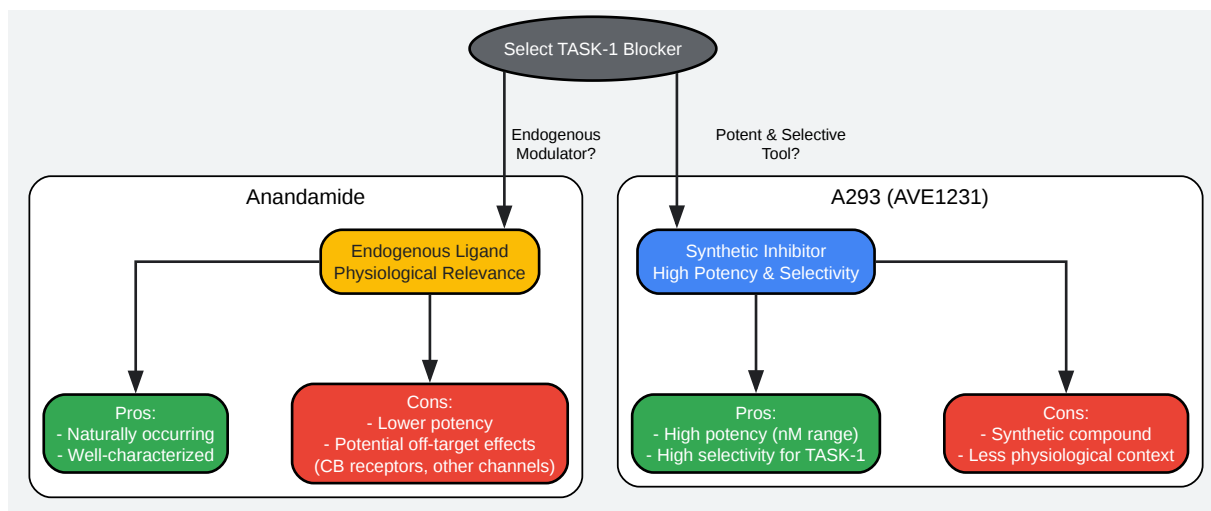 Select TASK-1 Blocker
Endogenous
Modulator?
Potent & Selective
Tool?
Anandamide
Endogenous Ligand
Physiological Relevance
Pros:
- Naturally occurring
- Well-characterized
Cons:
- Lower potency
- Potential off-target effects
(CB receptors, other channels)
A293 (AVE1231)
Synthetic Inhibitor
High Potency & Selectivity
Pros:
- High potency (nM range)
- High selectivity for TASK-1
Cons:
- Synthetic compound
- Less physiological context